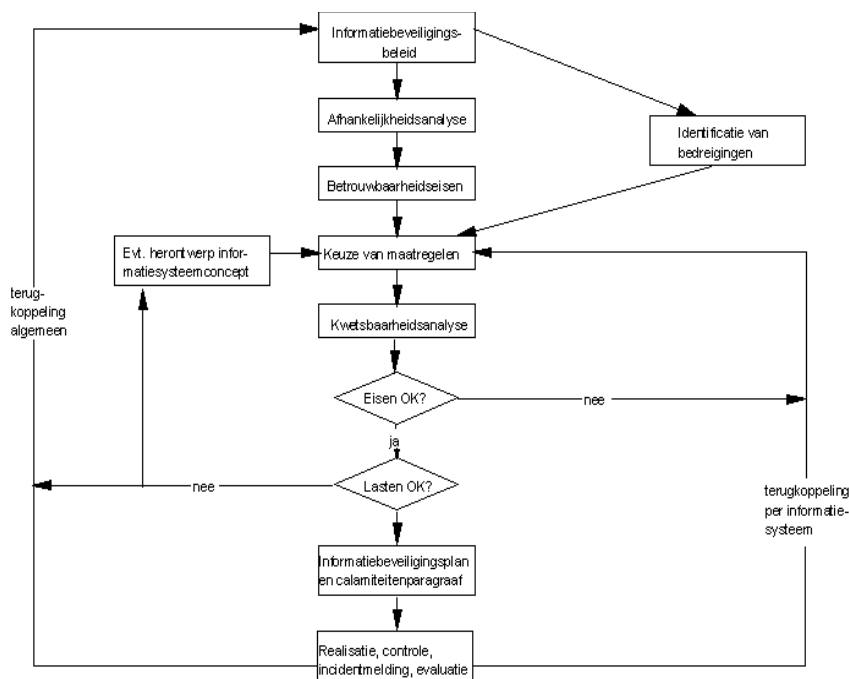 Informatiebeveiligings-
beleid
Afhankelijkheidsanalyse
Identificatie van
bedreigingen
Betrouwbaarheidseisen
Evt. herontwerp infor-
matiesysteemconcept
Keuze van maatregelen
terug-
koppeling
algemeen
Kwetsbaarheidsanalyse
Eisen OK?
nee
ja
nee
Lasten OK?
terugkoppeling
per informatie-
systeem
Informatiebeveiligingsplan
en calamiteitenparagraaf
Realisatie, controle,
incidentmelding, evaluatie